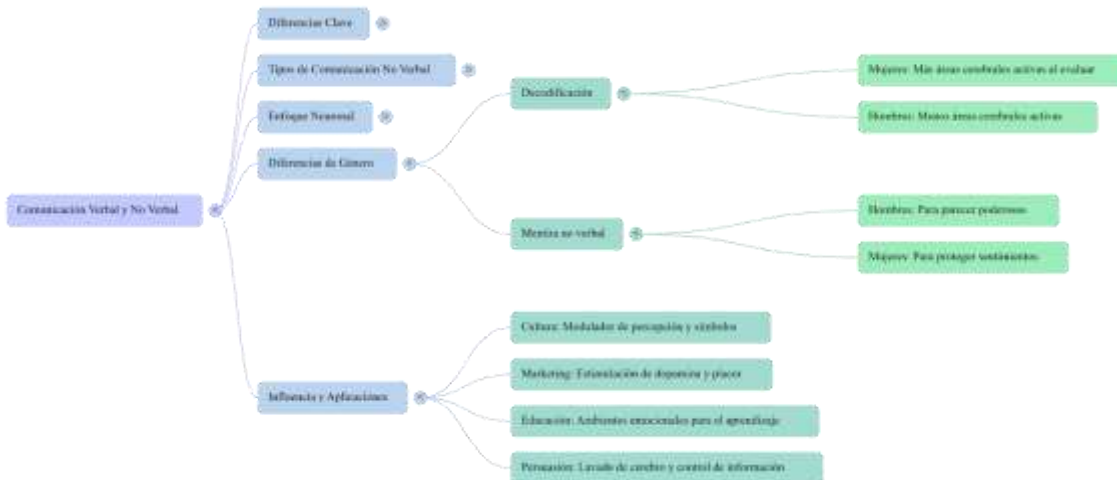 Comunicación Verbal y No Verbal
Diferencias Clave
Tipos de Comunicación No Verbal
Enfoque Neuronal
Diferencias de Género
Decodificación
Mujeres: Más áreas cerebrales activas al evaluar
Hombres: Menos áreas cerebrales activas
Mentira no verbal
Hombres: Para parecer poderosos
Mujeres: Para proteger sentimientos
Influencia y Aplicaciones
Cultura: Modulador de percepción y símbolos
Marketing: Estimulación de dopamina y placer
Educación: Ambientes emocionales para el aprendizaje
Persuasión: Lavado de cerebro y control de información